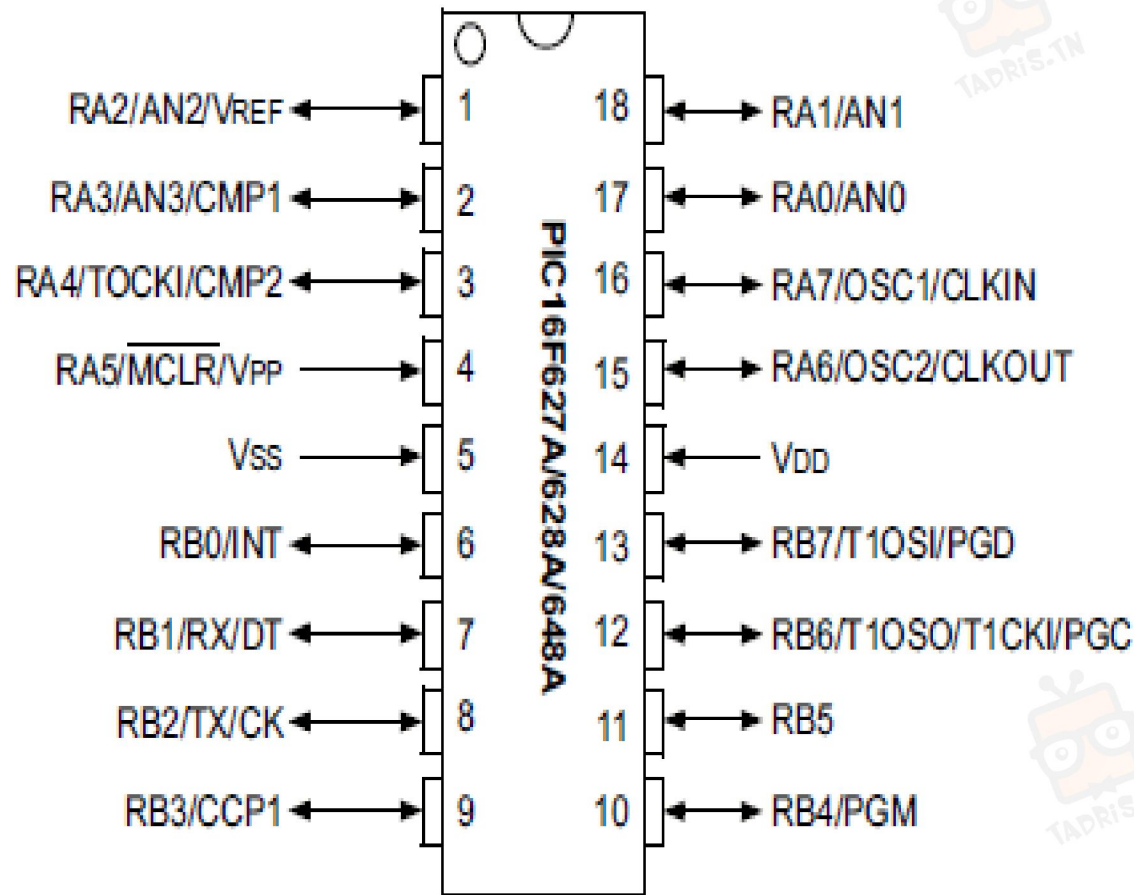 TADRIS.TN
RA2/AN2/VREF 1 18 RA1/AN1
RA3/AN3/CMP1 2 17 RA0/AN0
RA4/TOCKI/CMP2 3 16 RA7/OSC1/CLKIN
RA5/MCLR/VPP 4 15 RA6/OSC2/CLKOUT
VSS 5 14 VDD
RB0/INT 6 13 RB7/T1OSI/PGD
RB1/RX/DT 7 12 RB6/T1OSO/T1CKI/PGC
RB2/TX/CK 8 11 RB5
RB3/CCP1 9 10 RB4/PGM
PIC16F627A/628A/648A
TADRIS